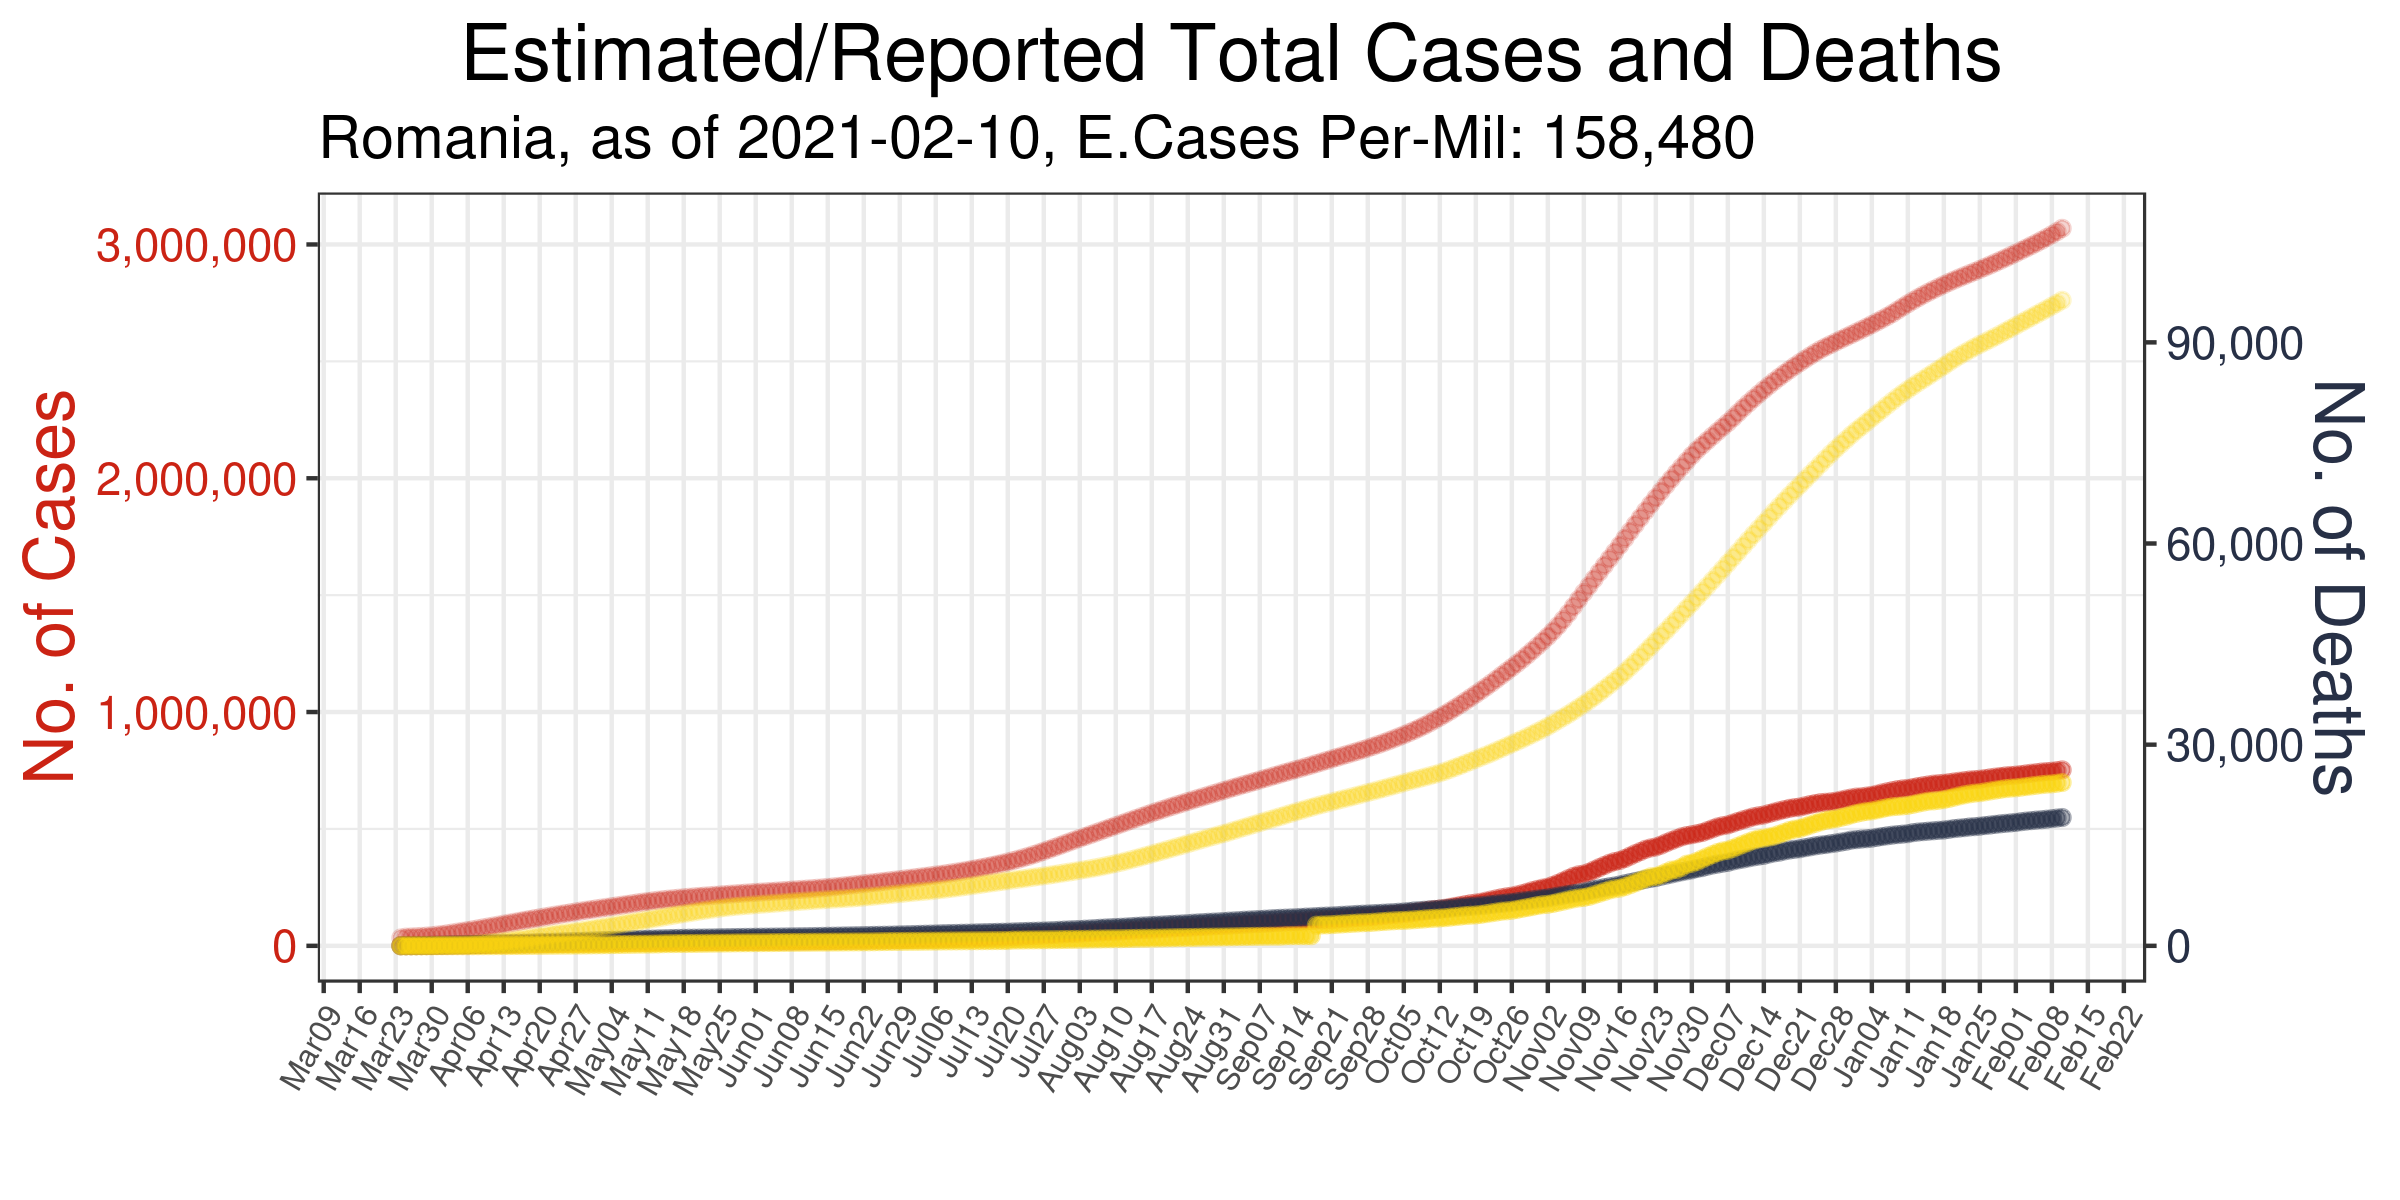 Estimated/Reported Total Cases and Deaths
Romania, as of 2021-02-10, E.Cases Per-Mil: 158,480
No. of Cases
3,000,000
2,000,000
1,000,000
0
90,000
60,000
30,000
0
No. of Deaths
Mar09 Mar16 Mar23 Mar30 Apr06 Apr13 Apr20 Apr27 May04 May11 May18 May25 Jun01 Jun08 Jun15 Jun22 Jun29 Jul06 Jul13 Jul20 Jul27 Aug03 Aug10 Aug17 Aug24 Aug31 Sep07 Sep14 Sep21 Sep28 Oct05 Oct12 Oct19 Oct26 Nov02 Nov09 Nov16 Nov23 Nov30 Dec07 Dec14 Dec21 Dec28 Jan04 Jan11 Jan18 Jan25 Feb01 Feb08 Feb15 Feb22